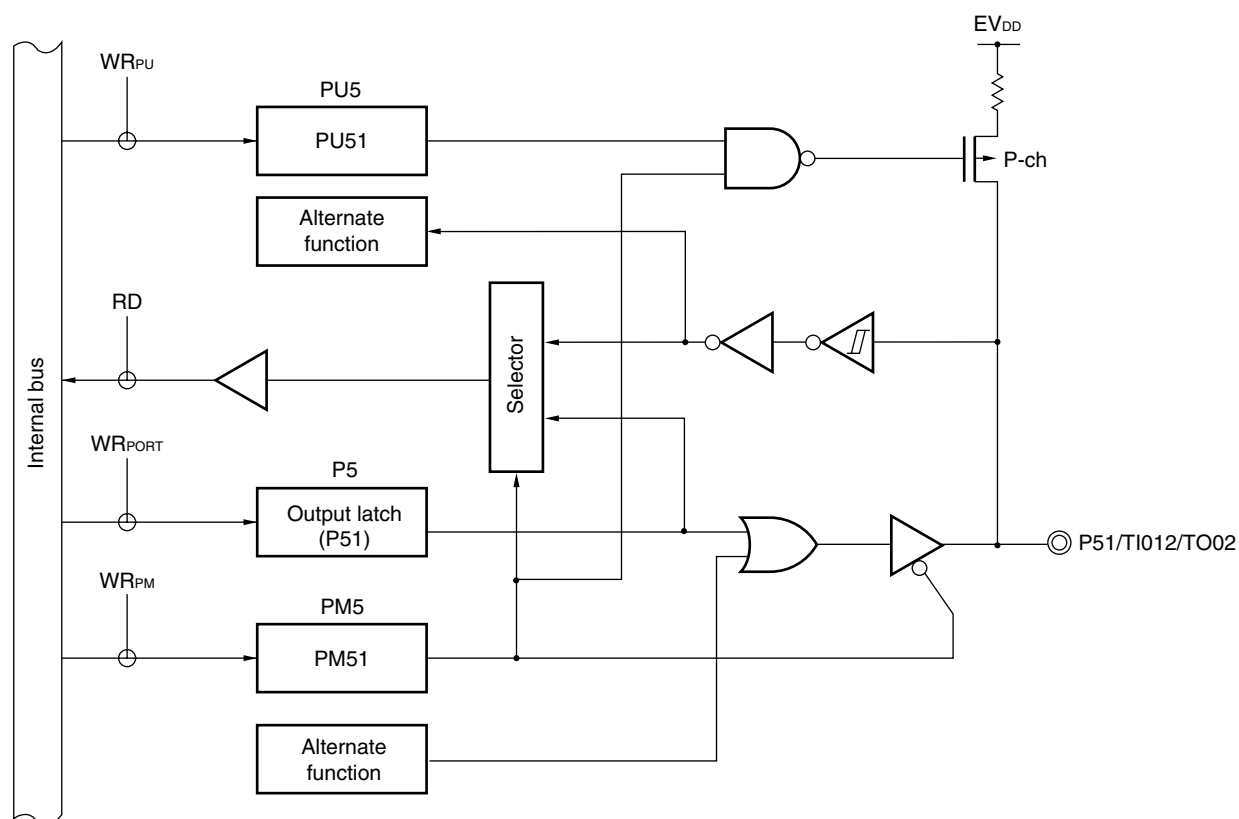 EVDD
WRPU
PU5
PU51
P-ch
Alternate
function
RD
Selector
Internal bus
WRPORT
P5
Output latch
(P51)
P51/TI012/TO02
WRPM
PM5
PM51
Alternate
function